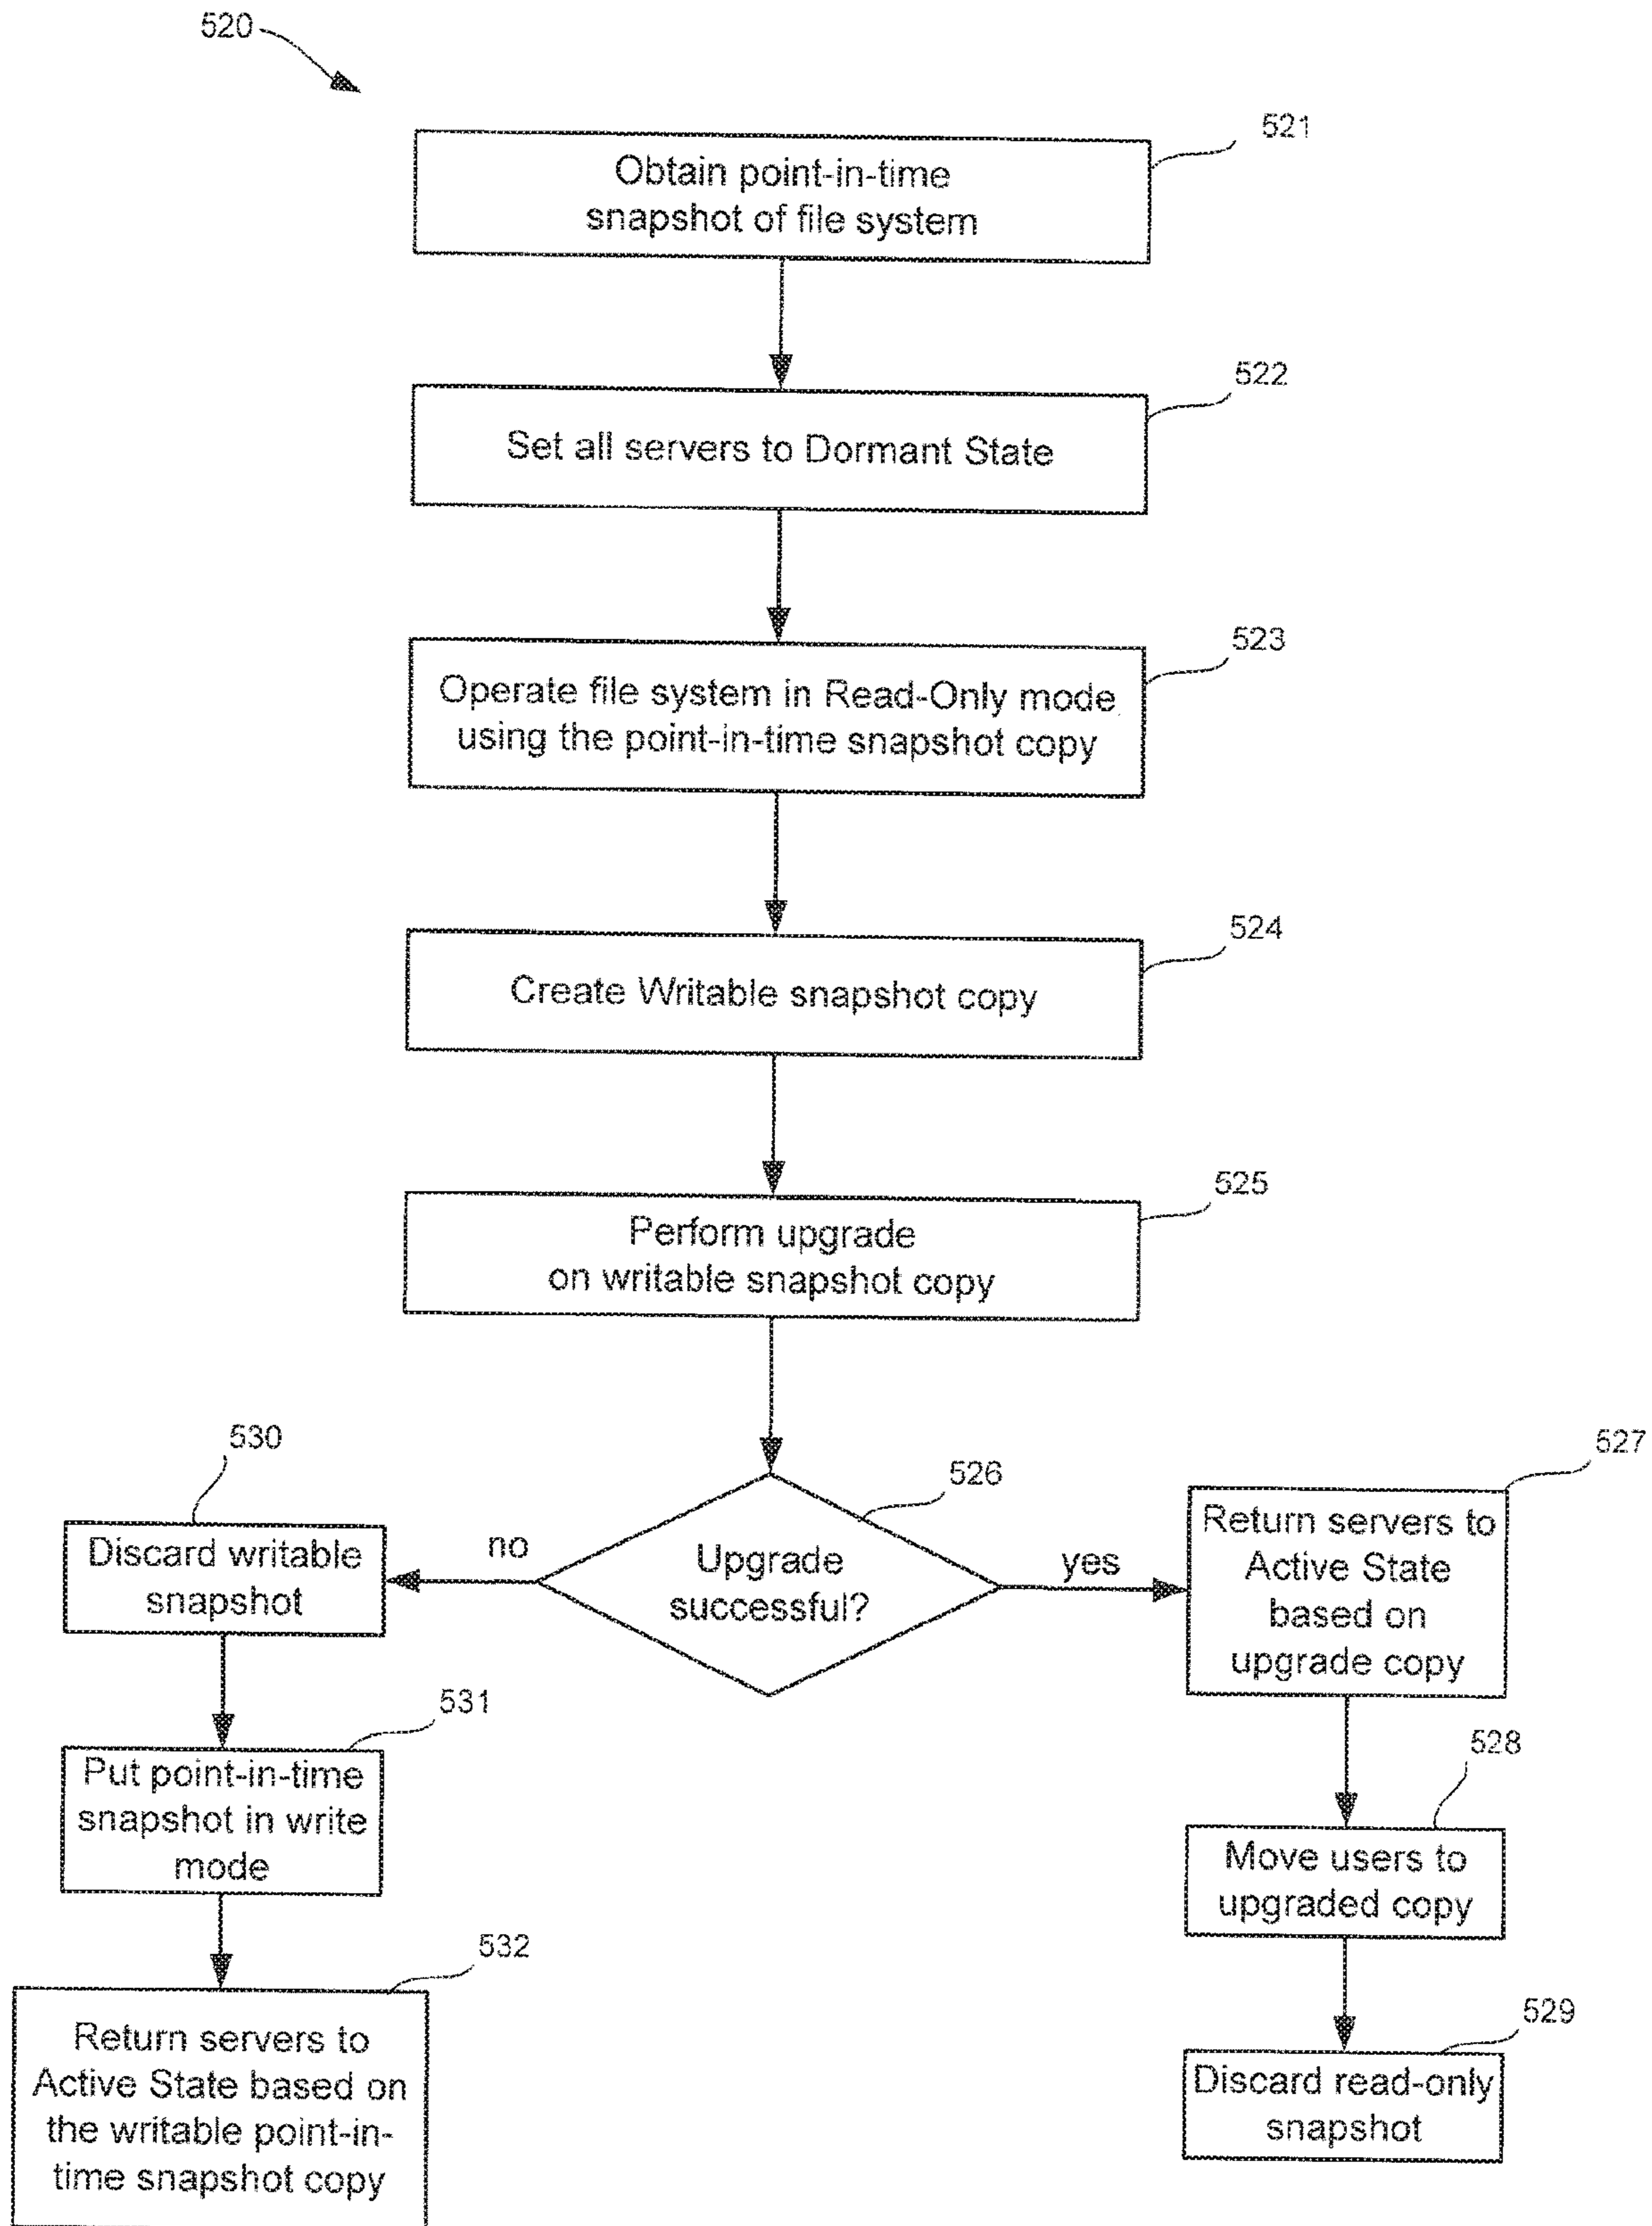 520
521
Obtain point-in-time
snapshot of file system
522
Set all servers to Dormant State
523
Operate file system in Read-Only mode
using the point-in-time snapshot copy
524
Create Writable snapshot copy
525
Perform upgrade
on writable snapshot copy
526
Upgrade
successful?
no
yes
530
Discard writable
snapshot
531
Put point-in-time
snapshot in write
mode
532
Return servers to
Active State based on
the writable point-in-
time snapshot copy
527
Return servers to
Active State
based on
upgrade copy
528
Move users to
upgraded copy
529
Discard read-only
snapshot